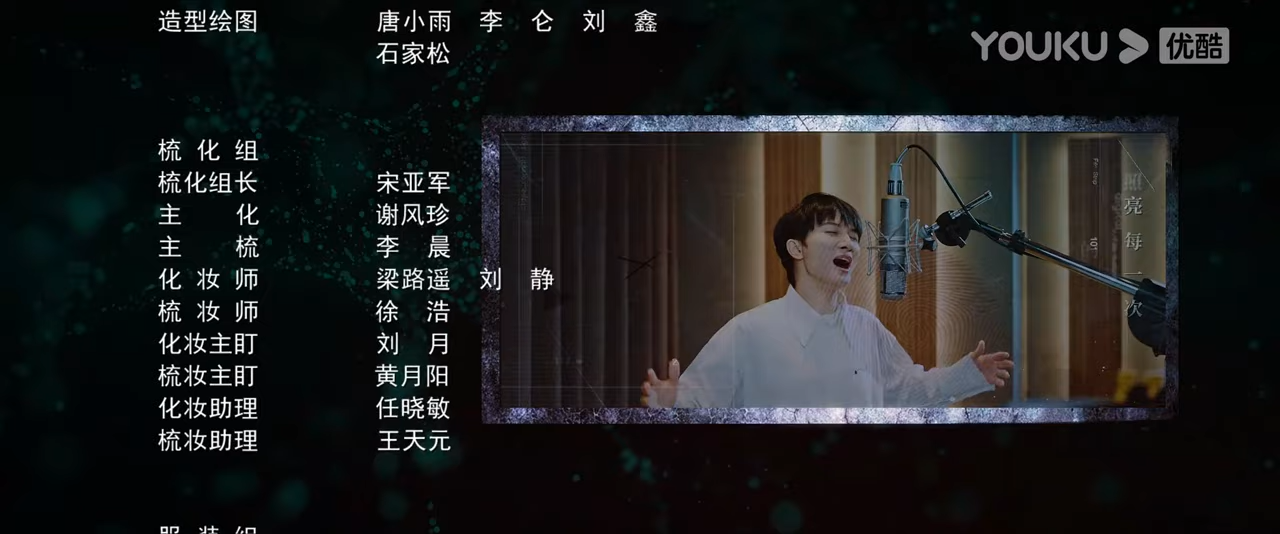 造型绘图 唐小雨 李仑 刘鑫
石家松
YOUKU 优酷
梳化组
梳化组长 宋亚军
主化 谢风珍
主梳 李晨
化妆师 梁路遥 刘静
梳妆师 徐浩
化妆主盯 刘月
梳妆主盯 黄月阳
化妆助理 任晓敏
梳妆助理 王天元
照亮每一次